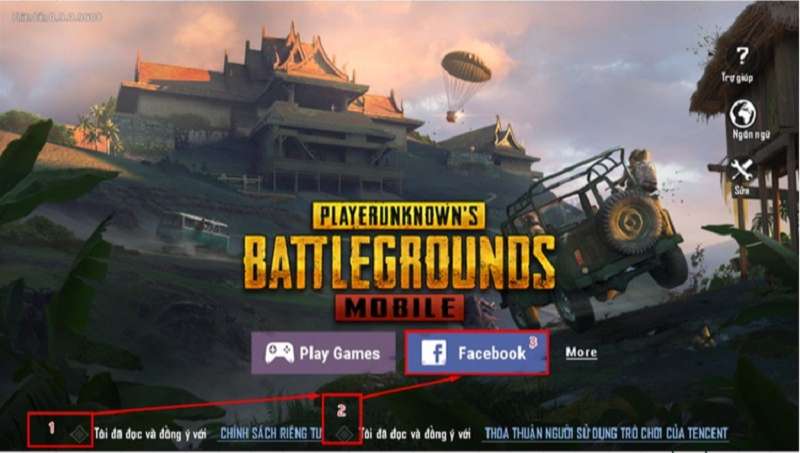 Trợ giúp
Ngôn ngữ
Sửa
PLAYERUNKNOWN'S
BATTLEGROUNDS
MOBILE
Play Games
Facebook
3
More
1
2
Tôi đã đọc và đồng ý với CHÍNH SÁCH RIÊNG TƯ Tôi đã đọc và đồng ý với THỎA THUẬN NGƯỜI SỬ DỤNG TRÒ CHƠI CỦA TENCENT